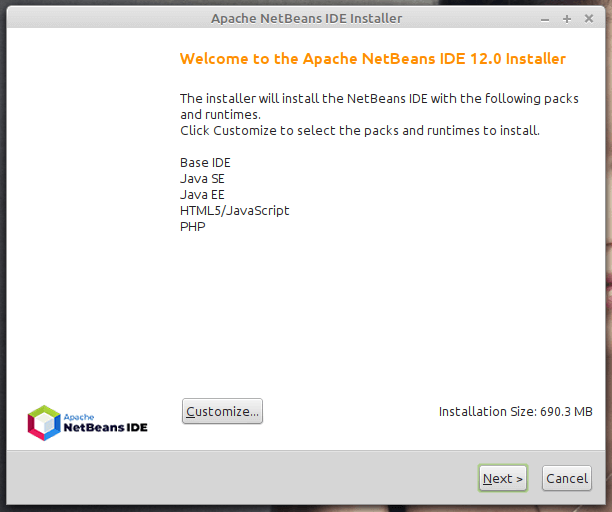 Apache NetBeans IDE Installer
Welcome to the Apache NetBeans IDE 12.0 Installer
The installer will install the NetBeans IDE with the following packs
and runtimes.
Click Customize to select the packs and runtimes to install.
Base IDE
Java SE
Java EE
HTML5/JavaScript
PHP
Apache
NetBeans IDE
Customize...
Installation Size: 690.3 MB
Next >
Cancel